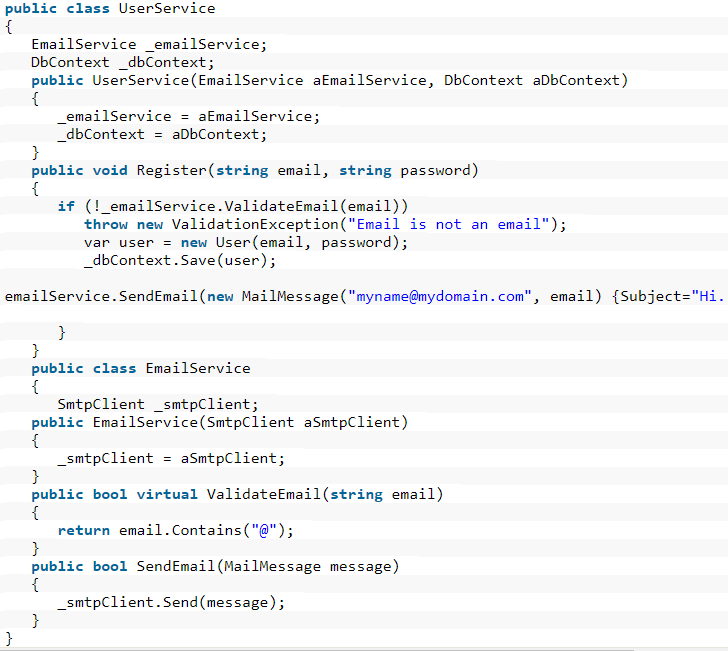 public class UserService
{
EmailService _emailService;
DbContext _dbContext;
public UserService(EmailService aEmailService, DbContext aDbContext)
{
_emailService = aEmailService;
_dbContext = aDbContext;
}
public void Register(string email, string password)
{
if (!_emailService.ValidateEmail(email))
throw new ValidationException("Email is not an email");
var user = new User(email, password);
_dbContext.Save(user);
emailService.SendEmail(new MailMessage("myname@mydomain.com", email) {Subject="Hi.
}
}
public class EmailService
{
SmtpClient _smtpClient;
public EmailService(SmtpClient aSmtpClient)
{
_smtpClient = aSmtpClient;
}
public bool virtual ValidateEmail(string email)
{
return email.Contains("@");
}
public bool SendEmail(MailMessage message)
{
_smtpClient.Send(message);
}
}